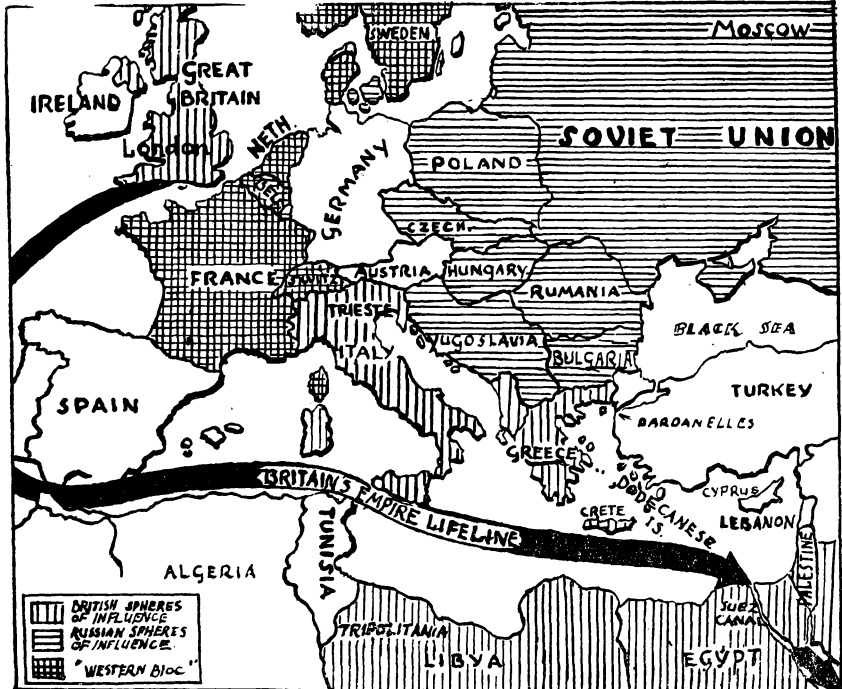 SWEDEN
MOSCOW
GREAT
BRITAIN
IRELAND
London
NETH.
BEL.
GERMANY
SOVIET UNION
POLAND
CZECH.
FRANCE
SWITZ
AUSTRIA
HUNGARY
RUMANIA
TRIESTE
ITALY
YUGOSLAVIA
BULGARIA
BLACK SEA
SPAIN
TURKEY
DARDANELLES
GREECE
BRITAIN'S EMPIRE LIFELINE
DODECANESE
IS.
CRETE
CYPRUS
LEBANON
PALESTINE
TUNISIA
ALGERIA
SUEZ
CANAL
TRIPOLITANIA
LIBYA
EGYPT
BRITISH SPHERES
OF INFLUENCE
RUSSIAN SPHERES
OF INFLUENCE
"WESTERN BLOC"